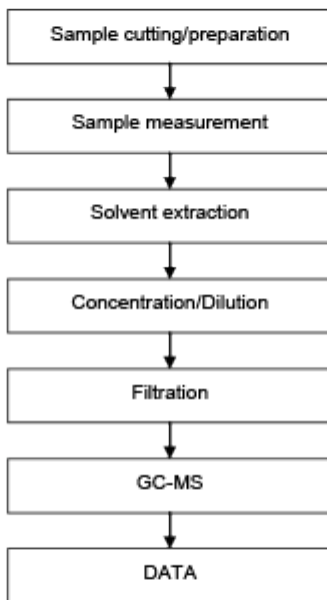 Sample cutting/preparation
Sample measurement
Solvent extraction
Concentration/Dilution
Filtration
GC-MS
DATA